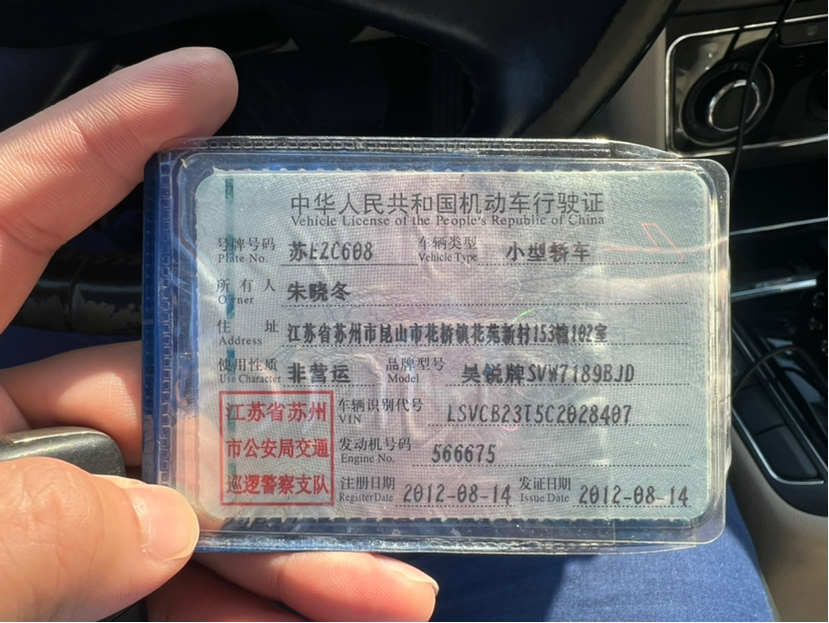 中华人民共和国机动车行驶证
Vehicle License of the People's Republic of China
号牌号码 苏EZC608 车辆类型 小型轿车
Plate No. Vehicle Type
所有人 朱晓冬
Owner
住址 江苏省苏州市昆山市花桥镇花苑新村153幢102室
Address
使用性质 非营运 品牌型号 昊锐牌SVW7189BJD
Use Character Model
江苏省苏州 车辆识别代号 LSVCB23T5C2028407
VIN
市公安局交通 发动机号码 566675
Engine No.
巡逻警察支队 注册日期 2012-08-14 发证日期 2012-08-14
Register Date Issue Date